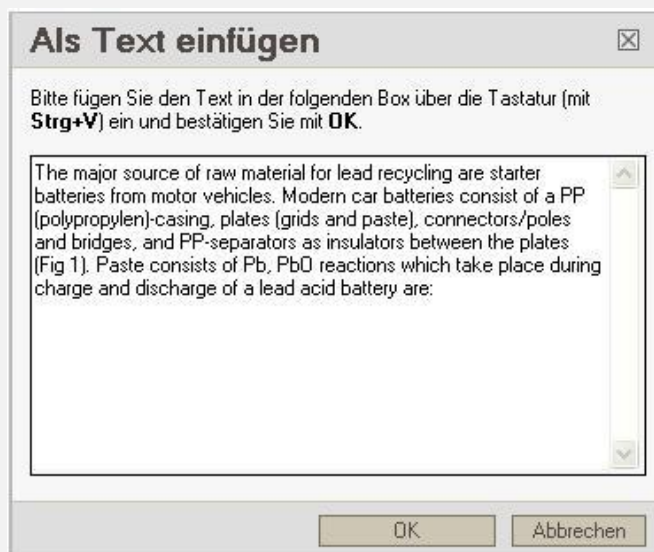 Als Text einfügen
Bitte fügen Sie den Text in der folgenden Box über die Tastatur (mit
Strg+V) ein und bestätigen Sie mit OK.
The major source of raw material for lead recycling are starter
batteries from motor vehicles. Modern car batteries consist of a PP
(polypropylen)-casing, plates (grids and paste), connectors/poles
and bridges, and PP-separators as insulators between the plates
(Fig 1). Paste consists of Pb, PbO reactions which take place during
charge and discharge of a lead acid battery are:
OK
Abbrechen